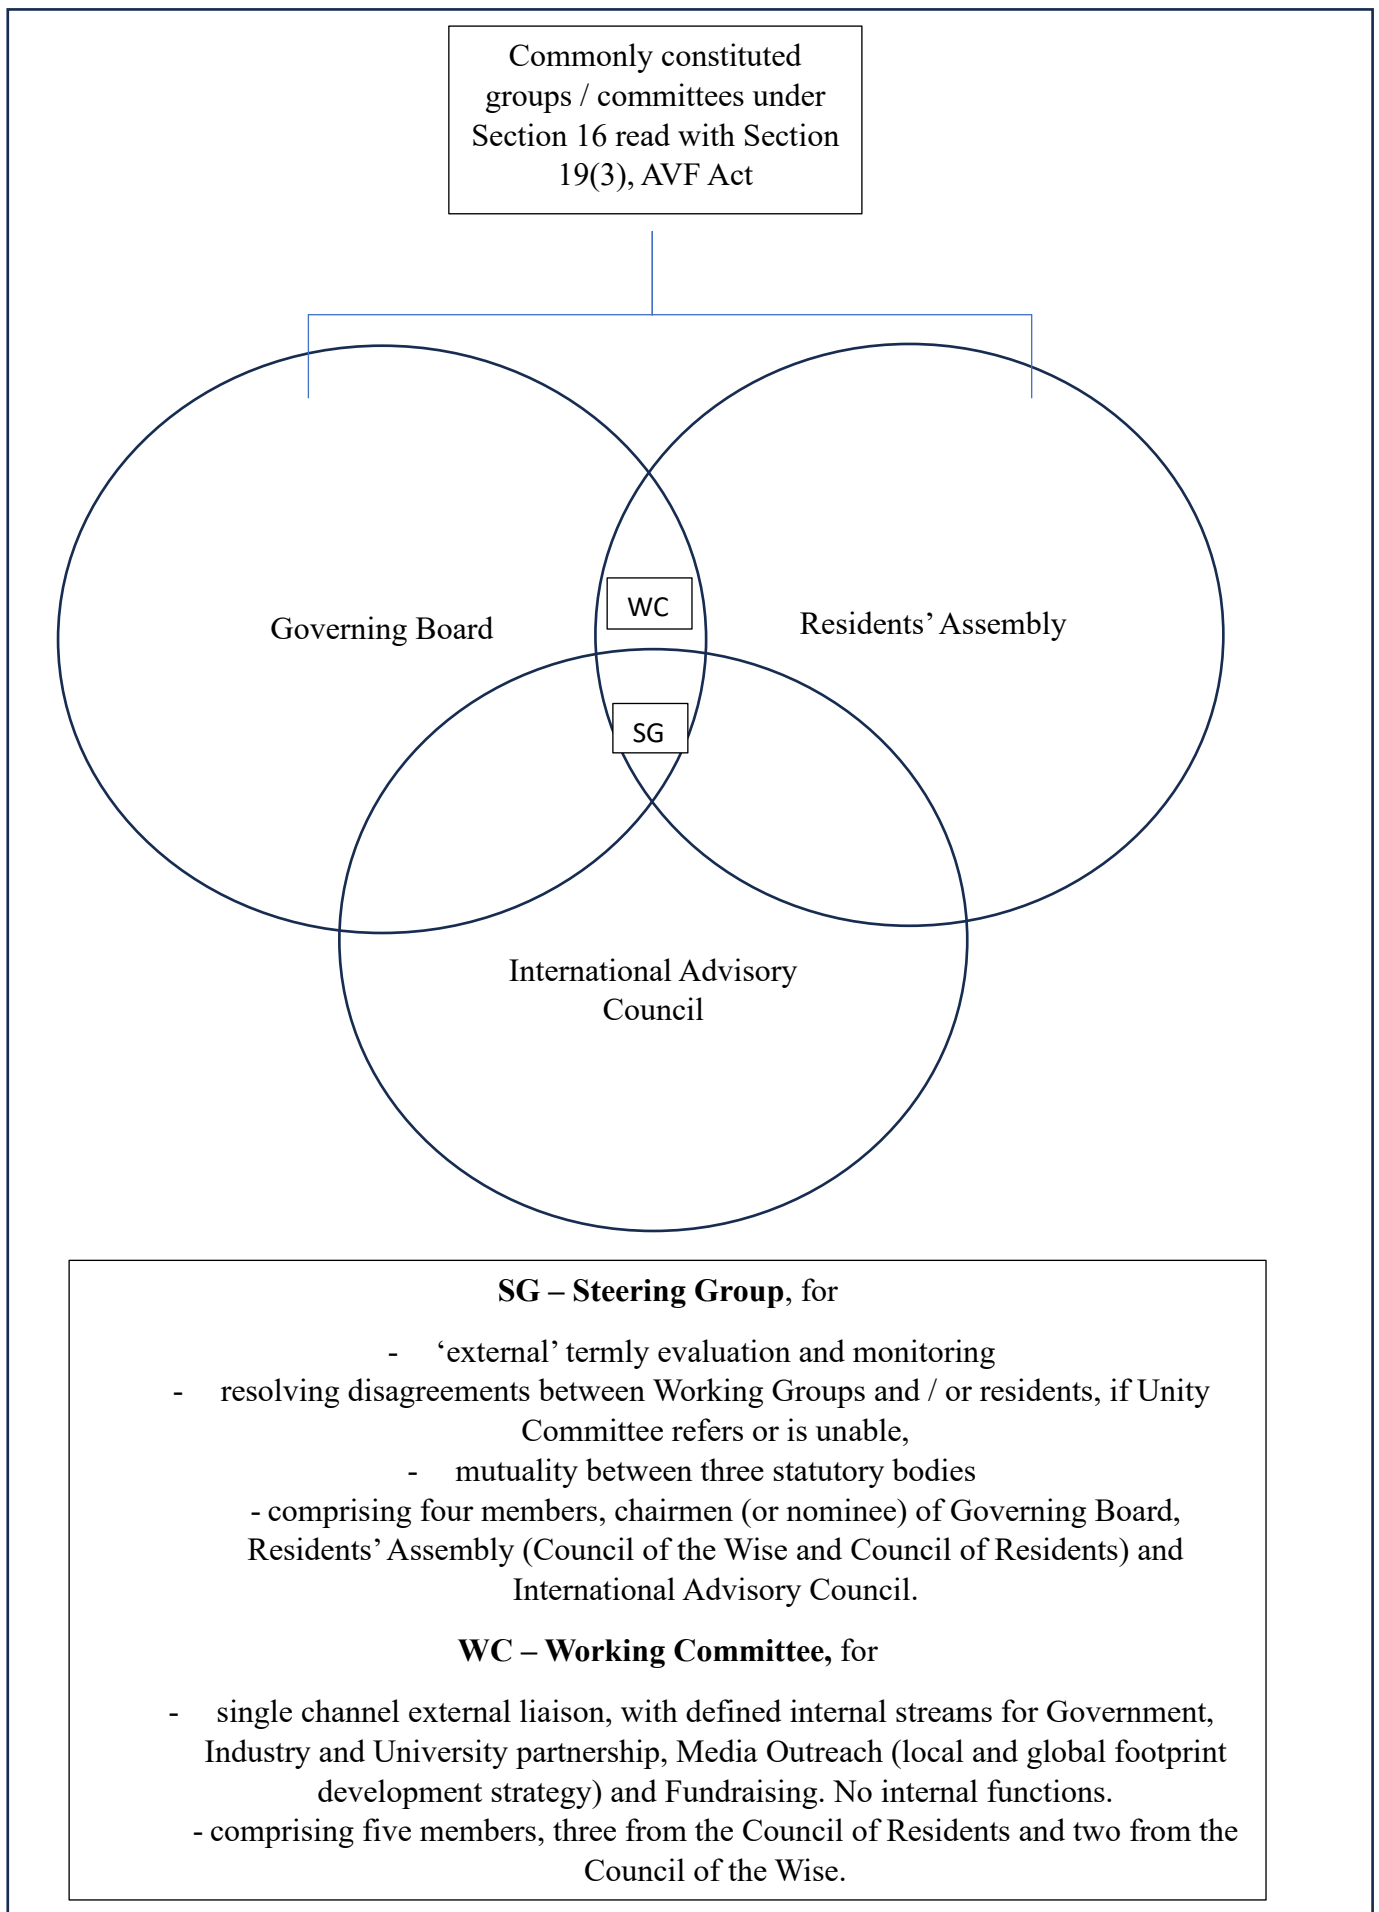 Commonly constituted
groups / committees under
Section 16 read with Section
19(3), AVF Act
WC
Governing Board
Residents’ Assembly
SG
International Advisory
Council
SG – Steering Group, for
- ‘external’ termly evaluation and monitoring
- resolving disagreements between Working Groups and / or residents, if Unity
Committee refers or is unable,
- mutuality between three statutory bodies
- comprising four members, chairmen (or nominee) of Governing Board,
Residents’ Assembly (Council of the Wise and Council of Residents) and
International Advisory Council.
WC – Working Committee, for
- single channel external liaison, with defined internal streams for Government,
Industry and University partnership, Media Outreach (local and global footprint
development strategy) and Fundraising. No internal functions.
- comprising five members, three from the Council of Residents and two from the
Council of the Wise.